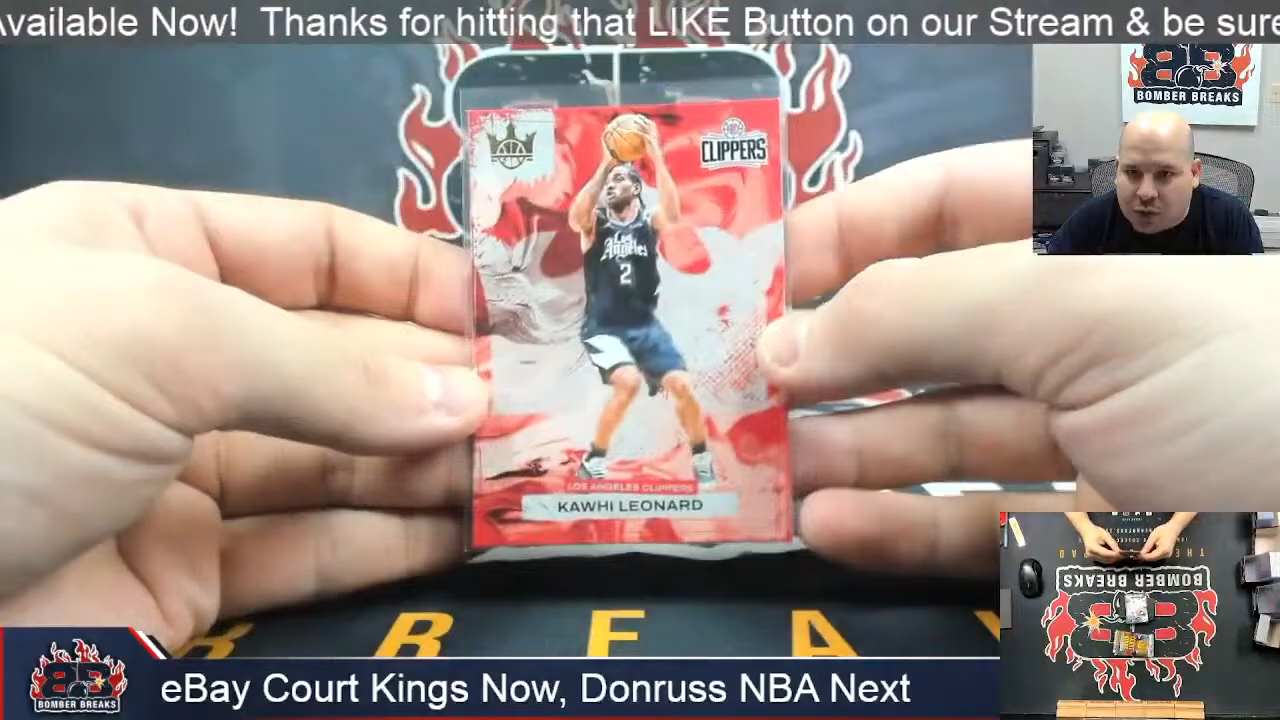 Available Now!  Thanks for hitting that LIKE Button on our Stream & be sure
BOMBER BREAKS
CLIPPERS
Los
Angeles
2
LOS ANGELES CLIPPERS
KAWHI LEONARD
BREA
BOMBER BREAKS
BOMBER BREAKS
eBay Court Kings Now, Donruss NBA Next